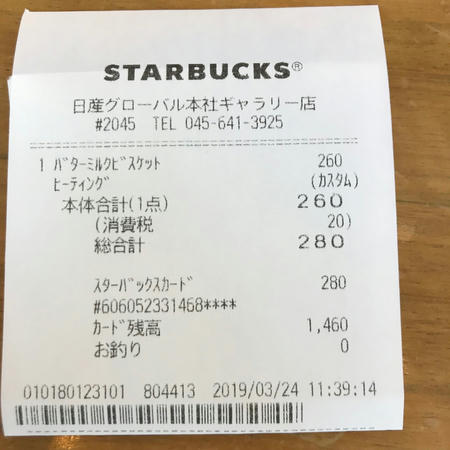 STARBUCKS®
日産グローバル本社ギャラリー店
#2045 TEL 045-641-3925
1 ﾊﾞﾀｰﾐﾙｸﾋﾞｽｹｯﾄ 260
ﾋｰﾃｨﾝｸﾞ (ｶｽﾀﾑ)
本体合計(1点) 260
(消費税 20)
総合計 280
ｽﾀｰﾊﾞｯｸｽｶｰﾄﾞ 280
#606052331468****
ｶｰﾄﾞ残高 1,460
お釣り 0
010180123101 804413 2019/03/24 11:39:14